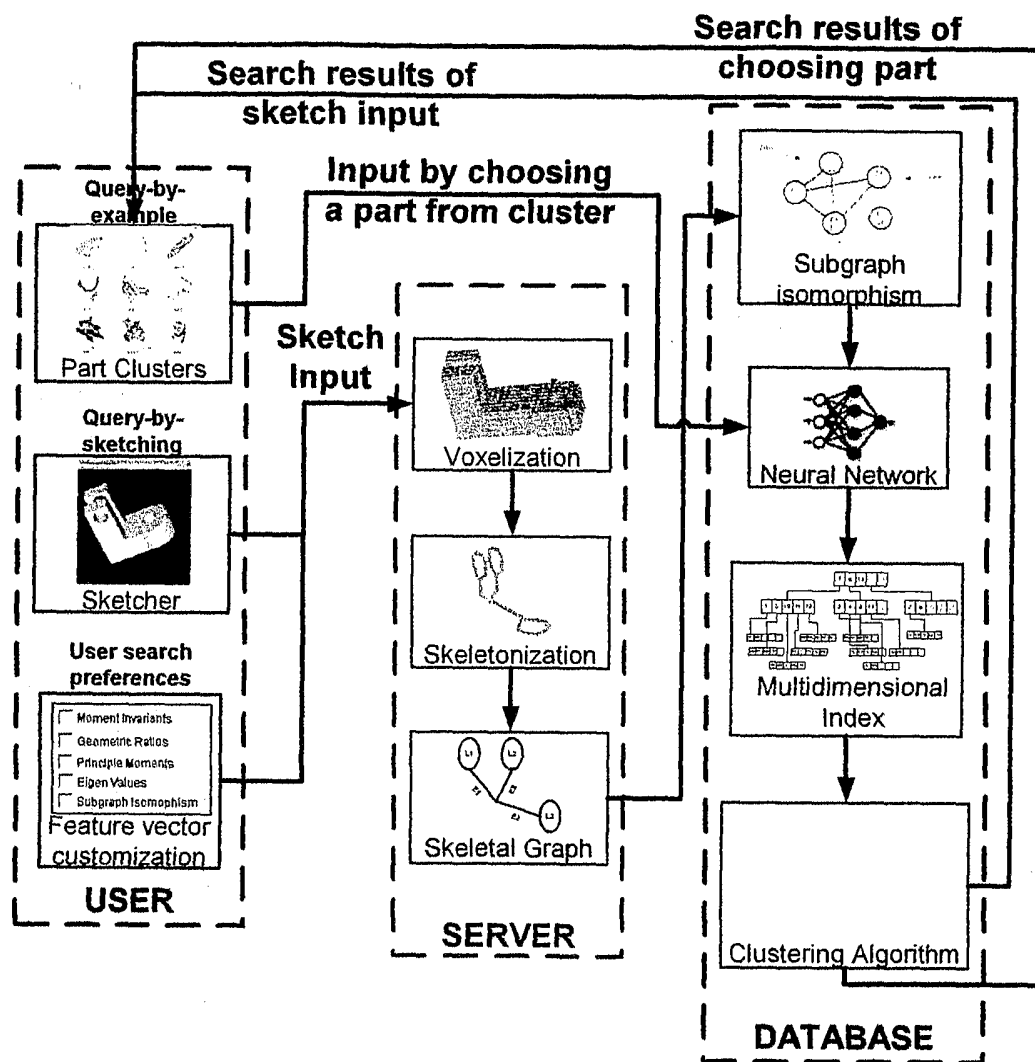 Search results of
choosing part
Search results of
sketch input
Query-by-
example
Part Clusters
Query-by-
sketching
Sketcher
User search
preferences
Moment Invariants
Geometric Ratios
Principle Moments
Eigen Values
Subgraph Isomophism
Feature vector
customization
USER
Input by choosing
a part from cluster
Sketch
Input
Voxelization
Skeletonization
Skeletal Graph
SERVER
Subgraph
isomorphism
Neural Network
Multidimensional
Index
Clustering Algorithm
DATABASE